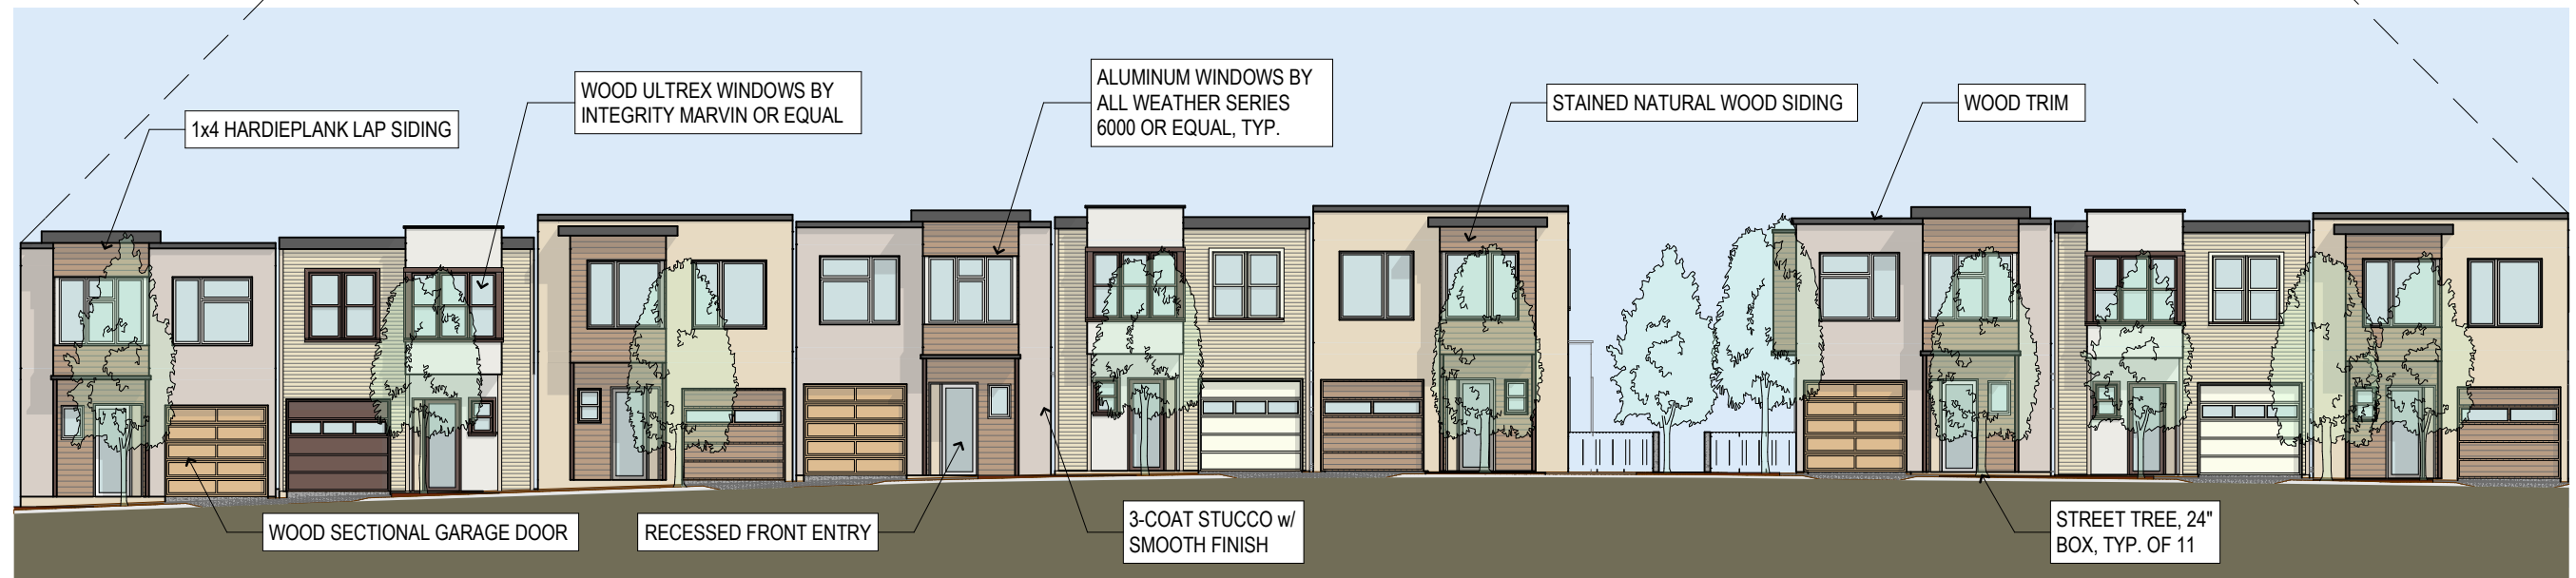 1x4 HARDIEPLANK LAP SIDING
WOOD ULTREX WINDOWS BY
INTEGRITY MARVIN OR EQUAL
ALUMINUM WINDOWS BY
ALL WEATHER SERIES
6000 OR EQUAL, TYP.
STAINED NATURAL WOOD SIDING
WOOD TRIM
WOOD SECTIONAL GARAGE DOOR
RECESSED FRONT ENTRY
3-COAT STUCCO w/
SMOOTH FINISH
STREET TREE, 24"
BOX, TYP. OF 11